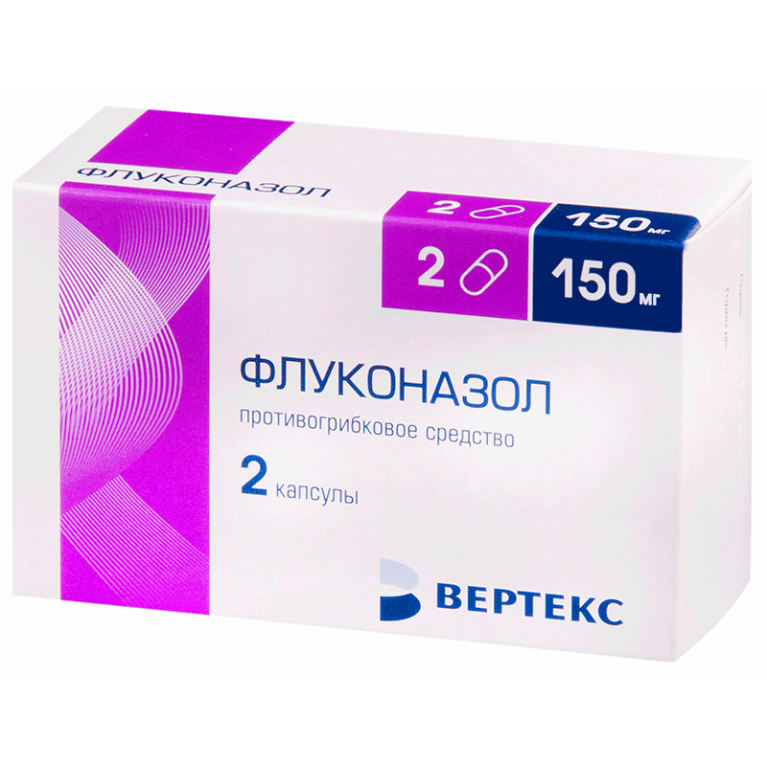 ФЛУКОНАЗОЛ
2 150 мг
2 150 мг
ФЛУКОНАЗОЛ
противогрибковое средство
2 капсулы
ВЕРТЕКС